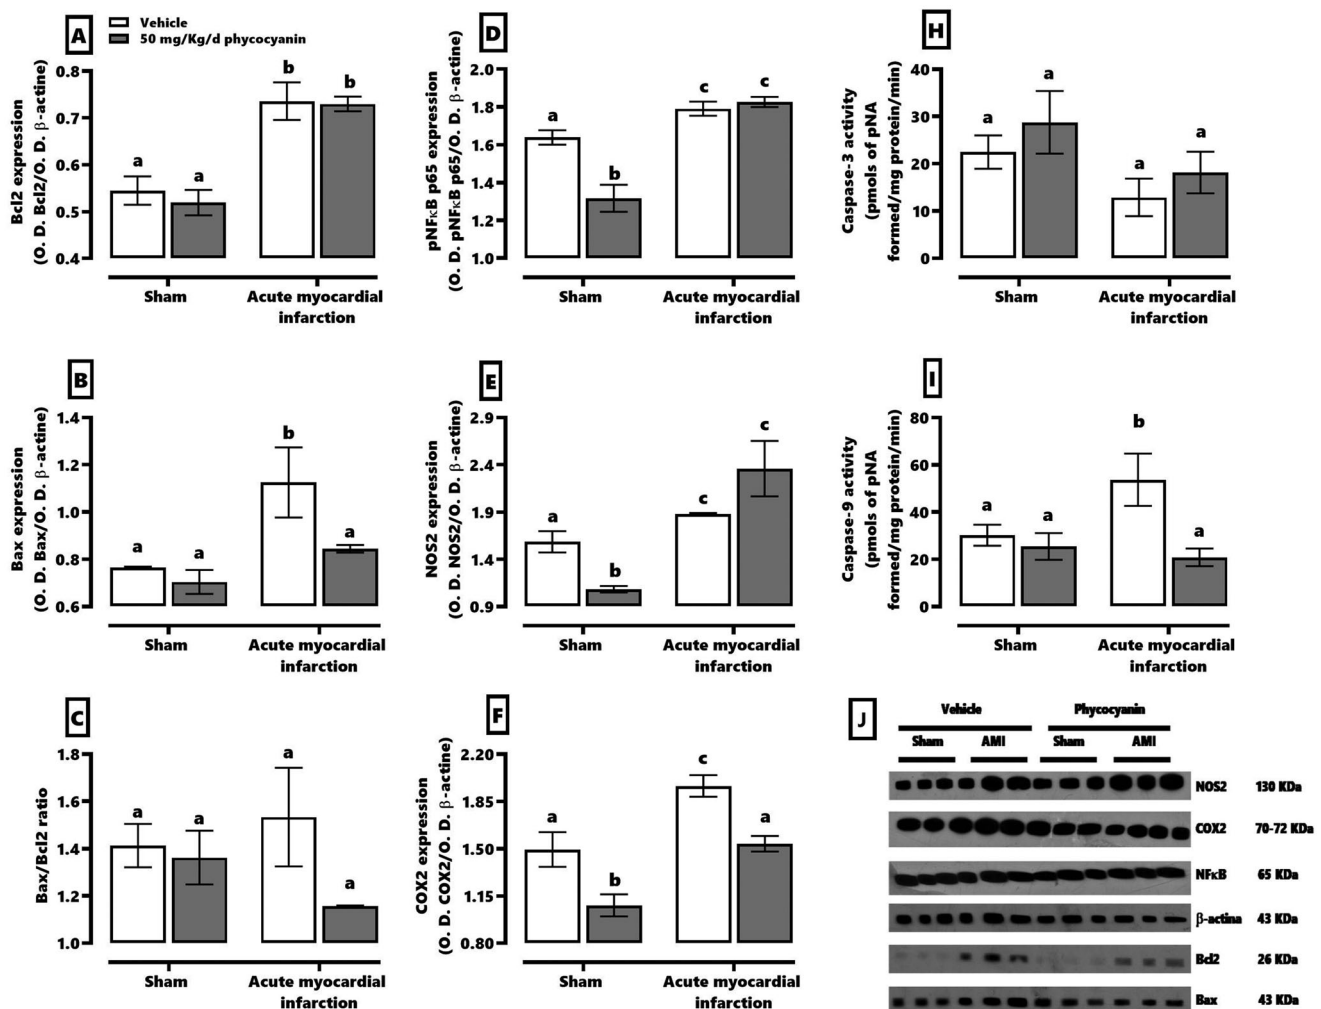 A
Vehicle
50 mg/Kg/d phycocyanin
Bcl2 expression
(O. D. Bcl2/O. D. β-actine)
0.8
0.7
0.6
0.5
0.4
a
a
b
b
Sham
Acute myocardial
infarction
D
pNFκB p65 expression
(O. D. pNFκB p65/O. D. β-actine)
2.0
1.8
1.6
1.4
1.2
1.0
a
b
c
c
Sham
Acute myocardial
infarction
H
Caspase-3 activity
(pmols of pNA
formed/mg protein/min)
40
30
20
10
0
a
a
a
a
Sham
Acute myocardial
infarction
B
Bax expression
(O. D. Bax/O. D. β-actine)
1.4
1.2
1.0
0.8
0.6
a
a
b
a
Sham
Acute myocardial
infarction
E
NOS2 expression
(O. D. NOS2/O. D. β-actine)
2.9
2.4
1.9
1.4
0.9
a
b
c
c
Sham
Acute myocardial
infarction
I
Caspase-9 activity
(pmols of pNA
formed/mg protein/min)
80
60
40
20
0
a
a
b
a
Sham
Acute myocardial
infarction
C
Bax/Bcl2 ratio
1.8
1.6
1.4
1.2
1.0
a
a
a
a
Sham
Acute myocardial
infarction
F
COX2 expression
(O. D. COX2/O. D. β-actine)
2.20
1.85
1.50
1.15
0.80
a
b
c
a
Sham
Acute myocardial
infarction
J
Vehicle Phycocyanin
Sham AMI Sham AMI
NOS2 130 KDa
COX2 70-72 KDa
NFκB 65 KDa
β-actina 43 KDa
Bcl2 26 KDa
Bax 43 KDa